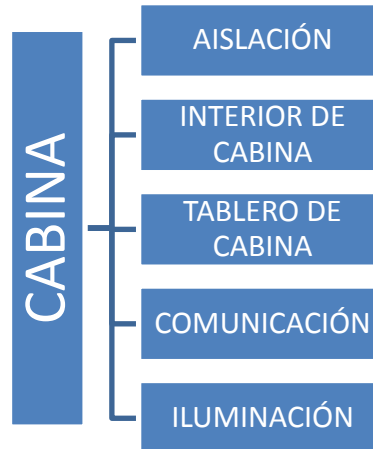 CABINA
AISLACIÓN
INTERIOR DE
CABINA
TABLERO DE
CABINA
COMUNICACIÓN
ILUMINACIÓN